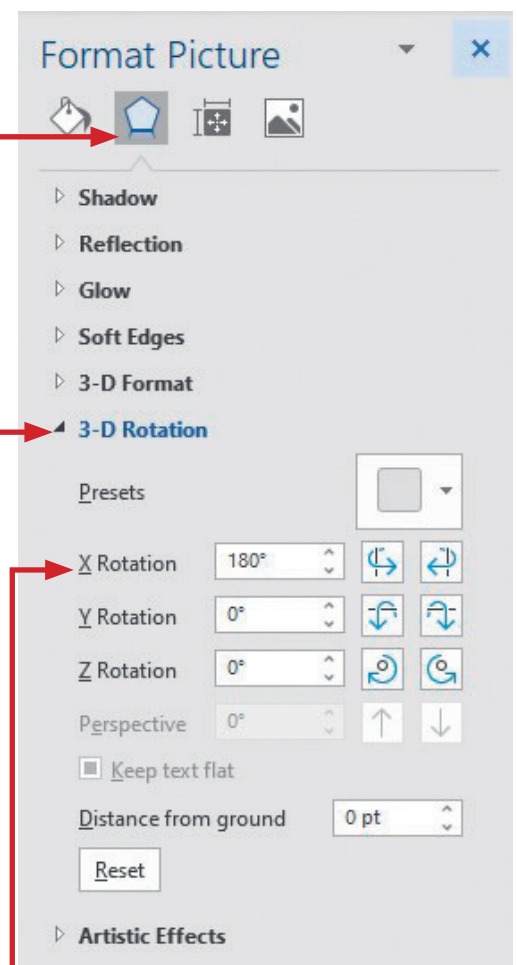 Format Picture
Shadow
Reflection
Glow
Soft Edges
3-D Format
3-D Rotation
Presets
X Rotation 180°
Y Rotation 0°
Z Rotation 0°
Perspective 0°
Keep text flat
Distance from ground 0 pt
Reset
Artistic Effects